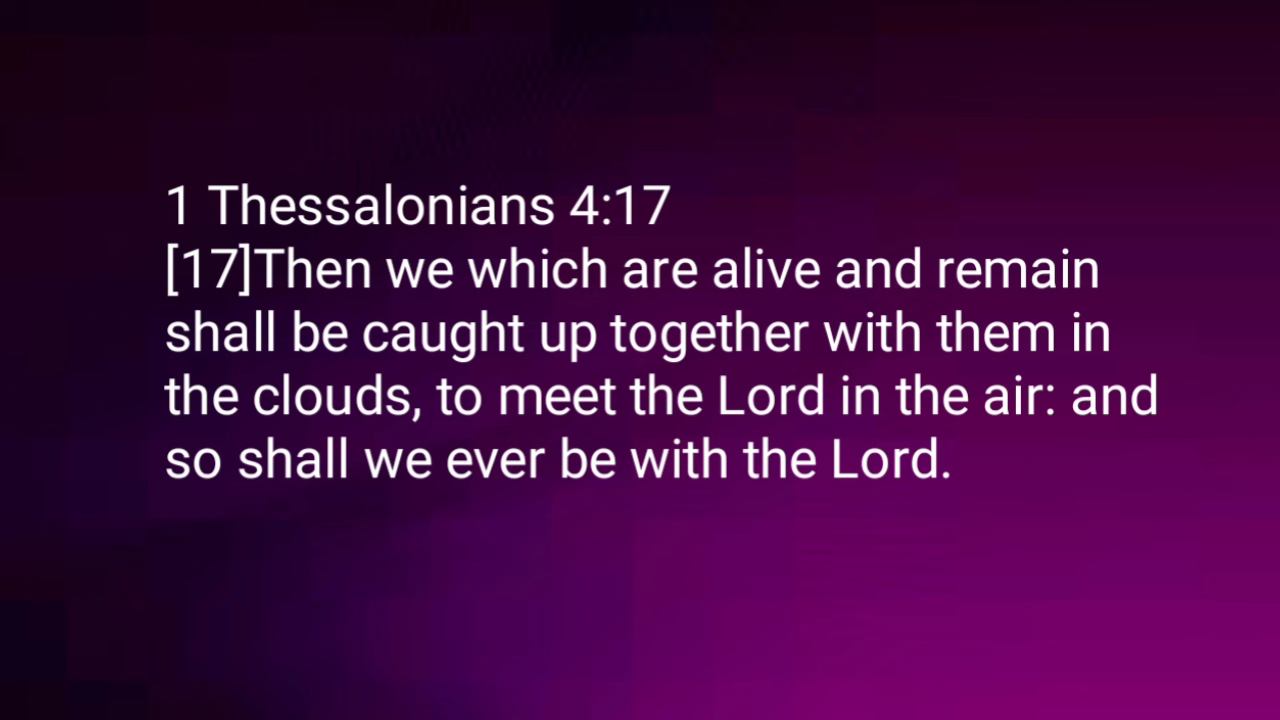 1 Thessalonians 4:17
[17]Then we which are alive and remain
shall be caught up together with them in
the clouds, to meet the Lord in the air: and
so shall we ever be with the Lord.